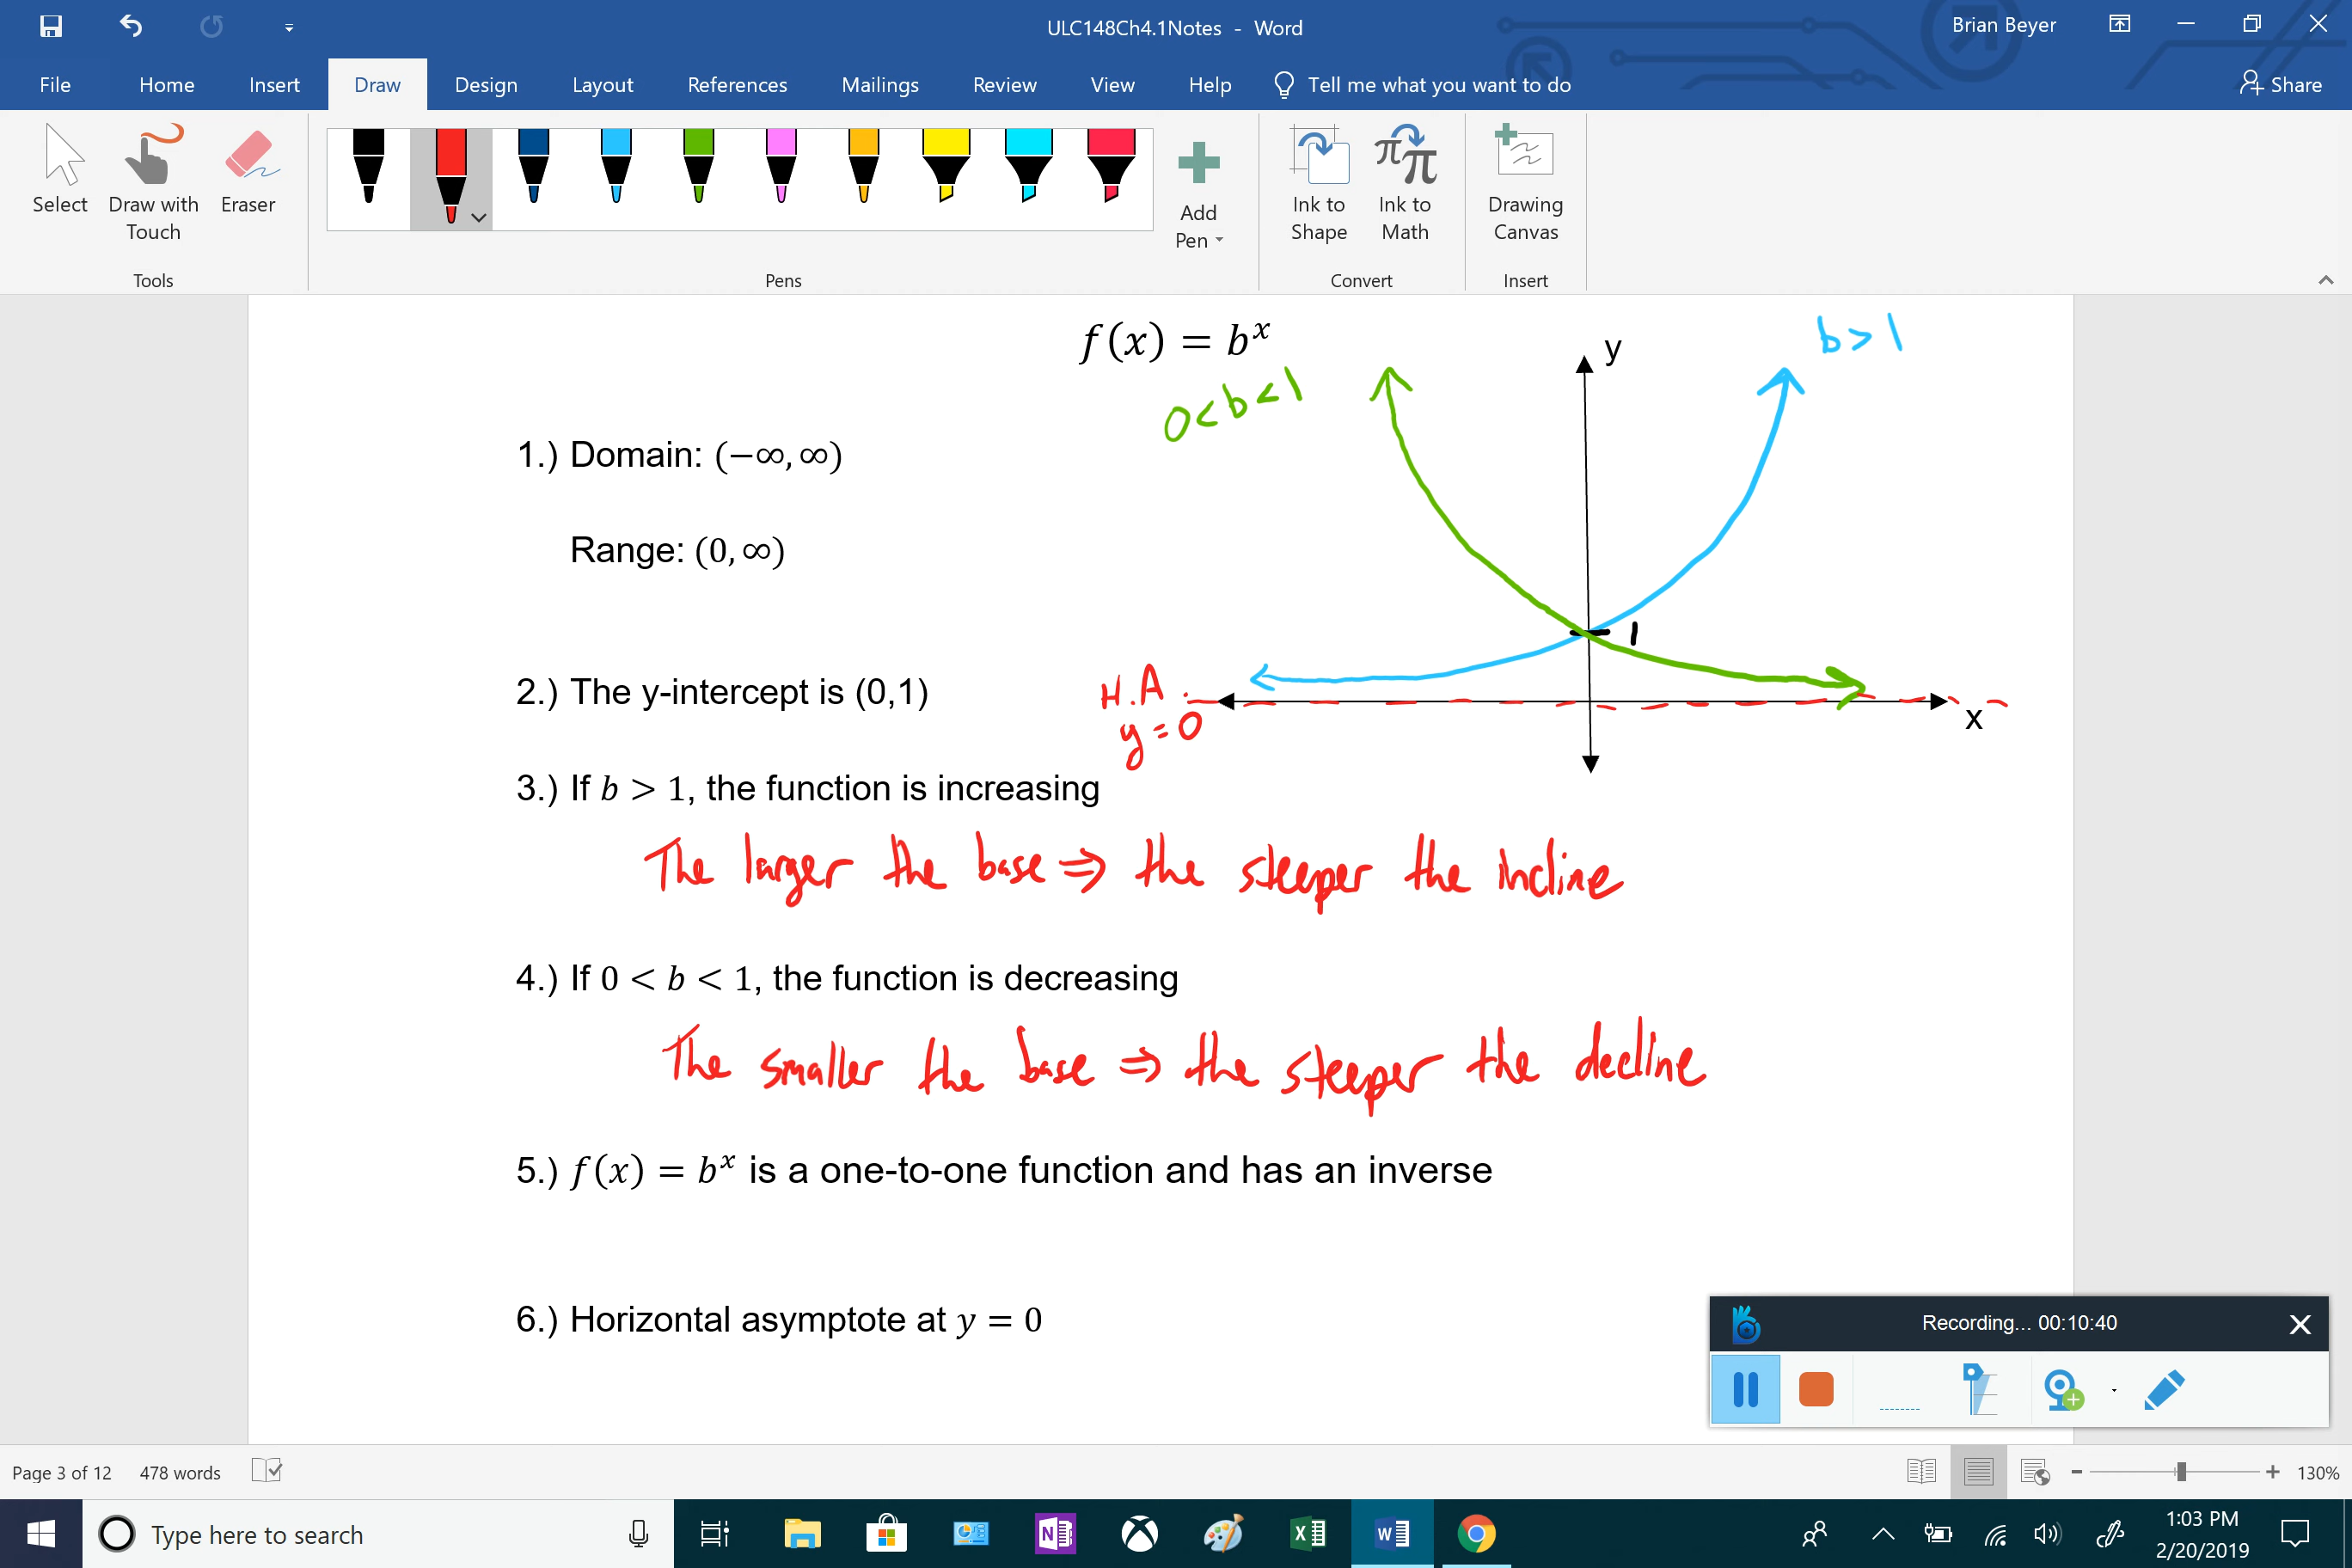 ULC148Ch4.1Notes - Word
Brian Beyer
File Home Insert Draw Design Layout References Mailings Review View Help Tell me what you want to do Share
Select Draw with Touch Eraser
Add Pen
Ink to Shape Ink to Math
Drawing Canvas
Tools Pens Convert Insert
f(x) = b^x
y
b > 1
0 < b < 1
1.) Domain: (−∞, ∞)
Range: (0, ∞)
1
2.) The y-intercept is (0,1)
H.A.
y = 0
x
3.) If b > 1, the function is increasing
The larger the base ⇒ the steeper the incline
4.) If 0 < b < 1, the function is decreasing
The smaller the base ⇒ the steeper the decline
5.) f(x) = b^x is a one-to-one function and has an inverse
6.) Horizontal asymptote at y = 0
Recording... 00:10:40
Page 3 of 12 478 words
130%
Type here to search
1:03 PM
2/20/2019